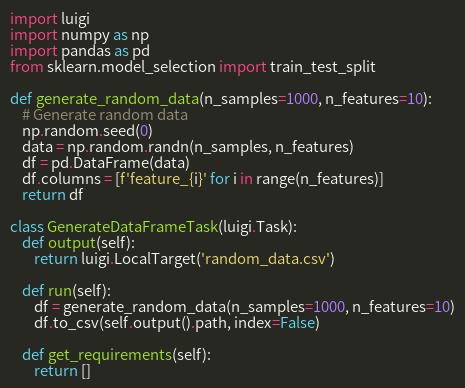 import luigi
import numpy as np
import pandas as pd
from sklearn.model_selection import train_test_split

def generate_random_data(n_samples=1000, n_features=10):
    # Generate random data
    np.random.seed(0)
    data = np.random.randn(n_samples, n_features)
    df = pd.DataFrame(data)
    df.columns = [f'feature_{i}' for i in range(n_features)]
    return df

class GenerateDataFrameTask(luigi.Task):
    def output(self):
        return luigi.LocalTarget('random_data.csv')

    def run(self):
        df = generate_random_data(n_samples=1000, n_features=10)
        df.to_csv(self.output().path, index=False)

    def get_requirements(self):
        return []